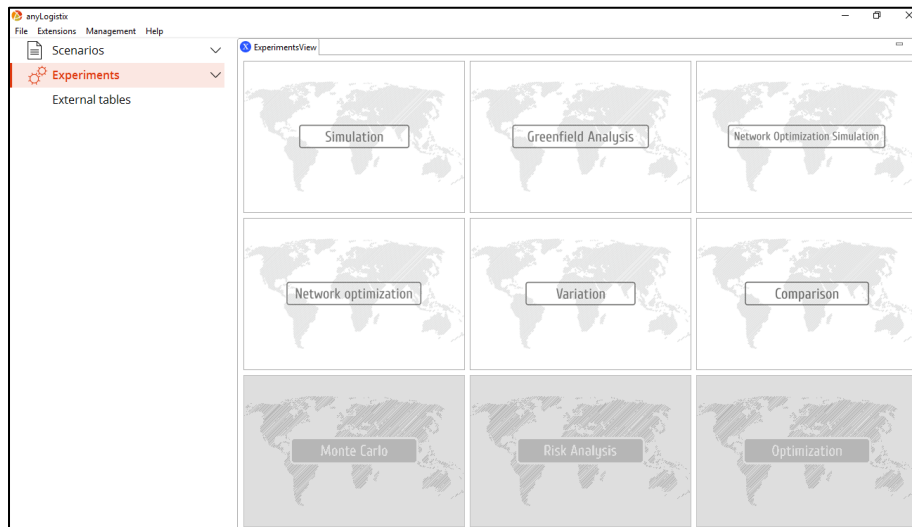 anyLogistix
File Extensions Management Help
Scenarios
Experiments
External tables
ExperimentsView
Simulation
Greenfield Analysis
Network Optimization Simulation
Network optimization
Variation
Comparison
Monte Carlo
Risk Analysis
Optimization